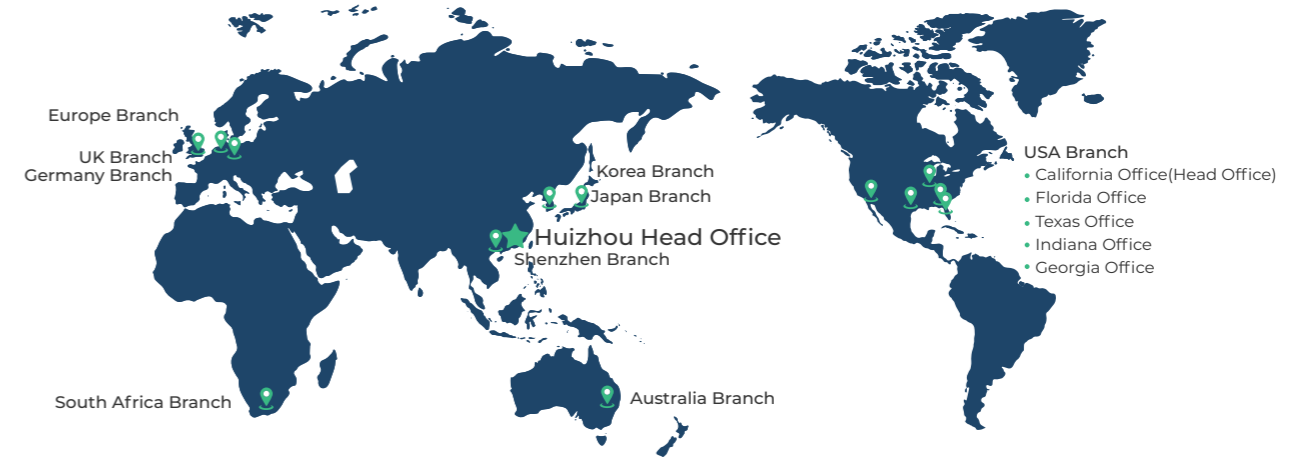 Europe Branch
UK Branch
Germany Branch
Korea Branch
Japan Branch
Huizhou Head Office
Shenzhen Branch
South Africa Branch
Australia Branch
USA Branch
• California Office(Head Office)
• Florida Office
• Texas Office
• Indiana Office
• Georgia Office